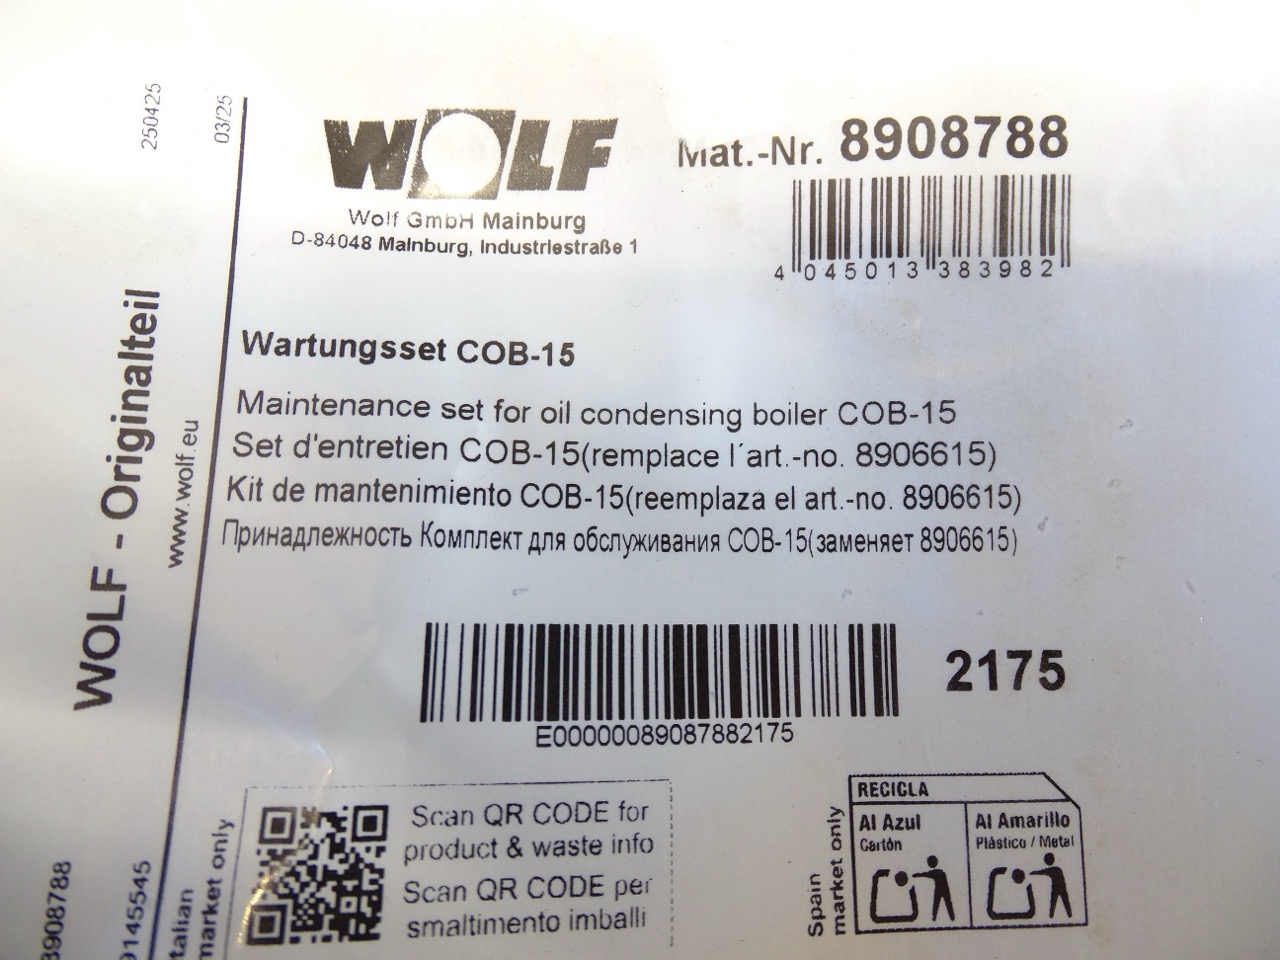 250425
03/25
WOLF - Originalteil
www.wolf.eu
WOLF
Wolf GmbH Mainburg
D-84048 Mainburg, Industriestraße 1
Mat.-Nr. 8908788
4 045013 383982
Wartungsset COB-15
Maintenance set for oil condensing boiler COB-15
Set d'entretien COB-15(remplace l´art.-no. 8906615)
Kit de mantenimiento COB-15(reemplaza el art.-no. 8906615)
Принадлежность Комплект для обслуживания COB-15(заменяет 8906615)
2175
E00000089087882175
8908788
9145545
Italian
market only
Scan QR CODE for
product & waste info
Scan QR CODE per
smaltimento imballi
Spain
market only
RECICLA
Al Azul
Cartón
Al Amarillo
Plástico / Metal